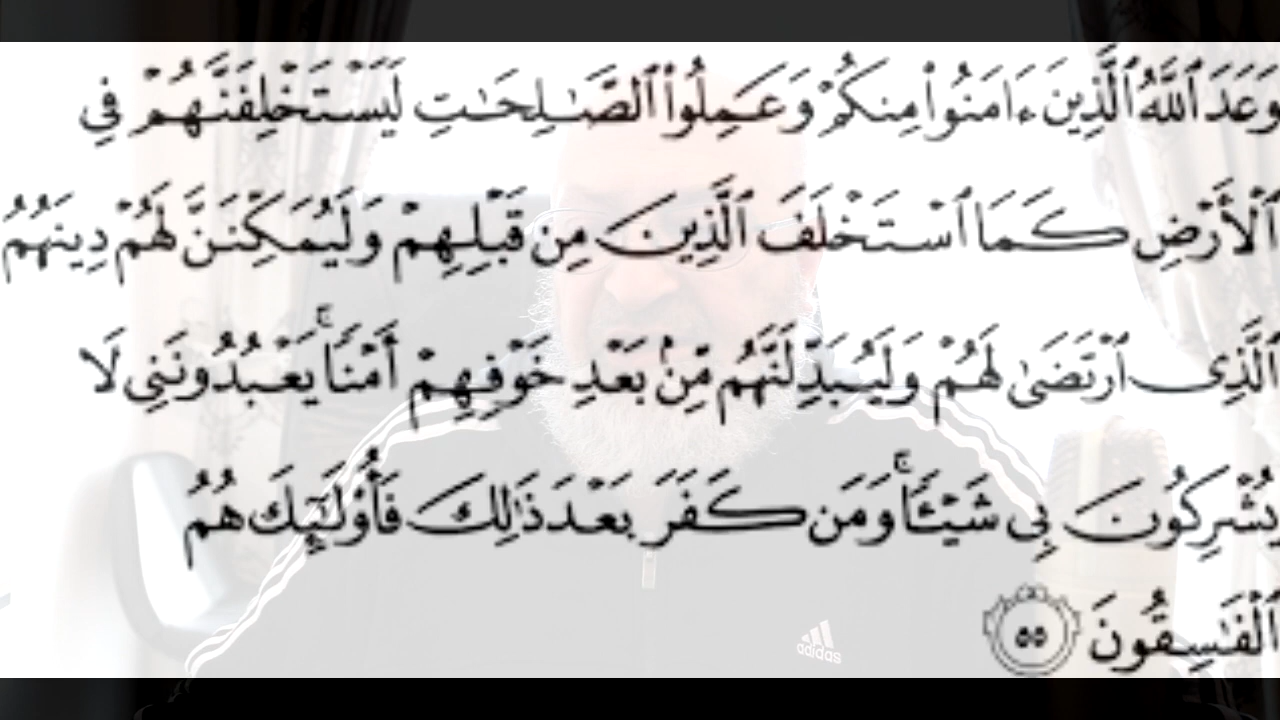 وَعَدَ ٱللَّهُ ٱلَّذِينَ ءَامَنُوا۟ مِنكُمْ وَعَمِلُوا۟ ٱلصَّـٰلِحَـٰتِ لَيَسْتَخْلِفَنَّهُمْ فِي
ٱلْأَرْضِ كَمَا ٱسْتَخْلَفَ ٱلَّذِينَ مِن قَبْلِهِمْ وَلَيُمَكِّنَنَّ لَهُمْ دِينَهُمُ
ٱلَّذِى ٱرْتَضَىٰ لَهُمْ وَلَيُبَدِّلَنَّهُم مِّنۢ بَعْدِ خَوْفِهِمْ أَمْنًاۚ يَعْبُدُونَنِى لَا
يُشْرِكُونَ بِى شَيْـًٔاۚ وَمَن كَفَرَ بَعْدَ ذَٰلِكَ فَأُو۟لَـٰٓئِكَ هُمُ
ٱلْفَـٰسِقُونَ ٥٥
adidas